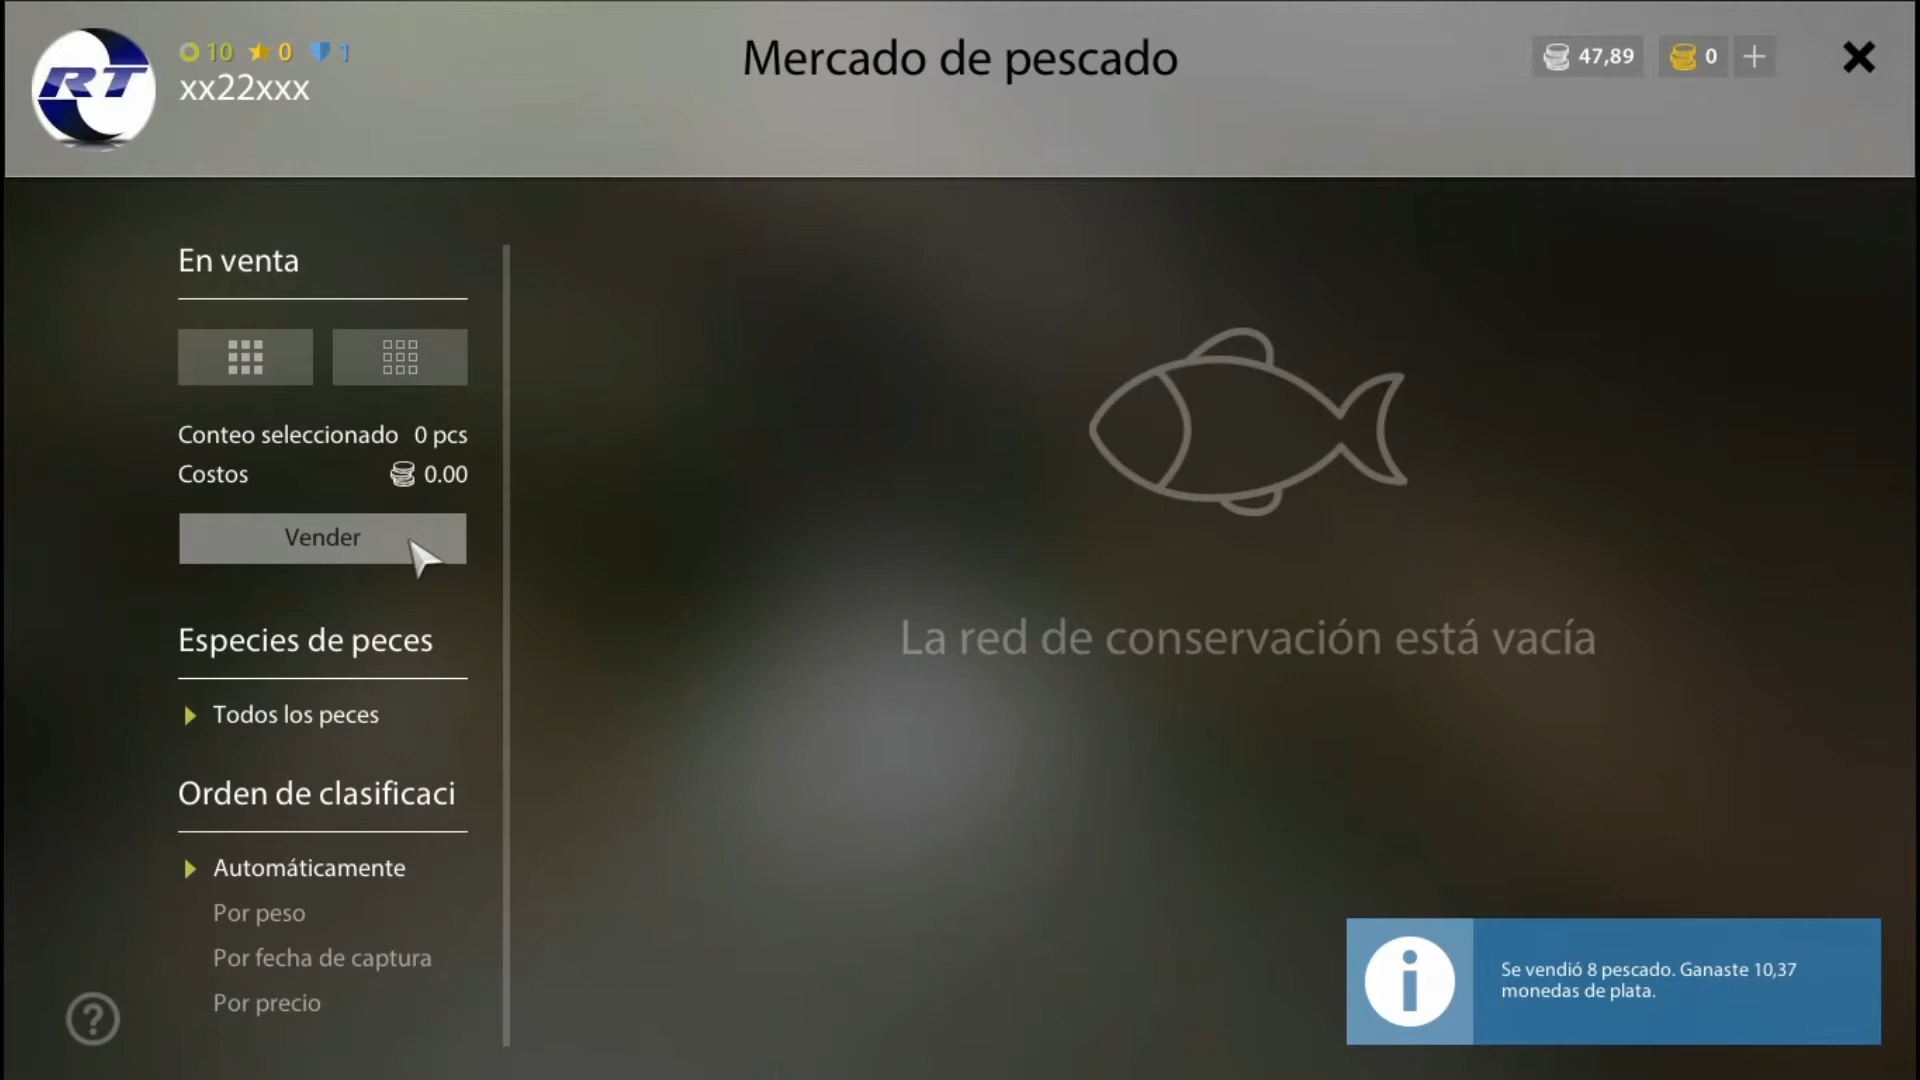 RT
10 0 1
xx22xxx
Mercado de pescado
47,89 0 +
En venta
Conteo seleccionado 0 pcs
Costos 0.00
Vender
Especies de peces
Todos los peces
Orden de clasificaci
Automáticamente
Por peso
Por fecha de captura
Por precio
?
La red de conservación está vacía
i
Se vendió 8 pescado. Ganaste 10,37
monedas de plata.